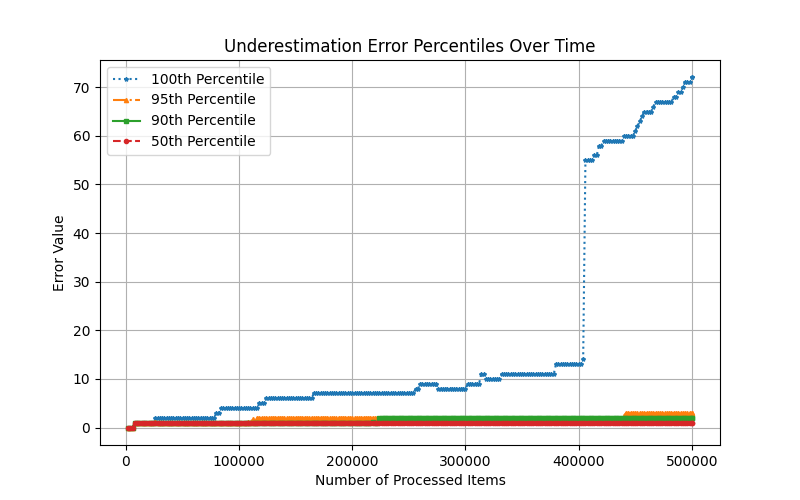 Underestimation Error Percentiles Over Time
100th Percentile
95th Percentile
90th Percentile
50th Percentile
Error Value
70
60
50
40
30
20
10
0
0 100000 200000 300000 400000 500000
Number of Processed Items